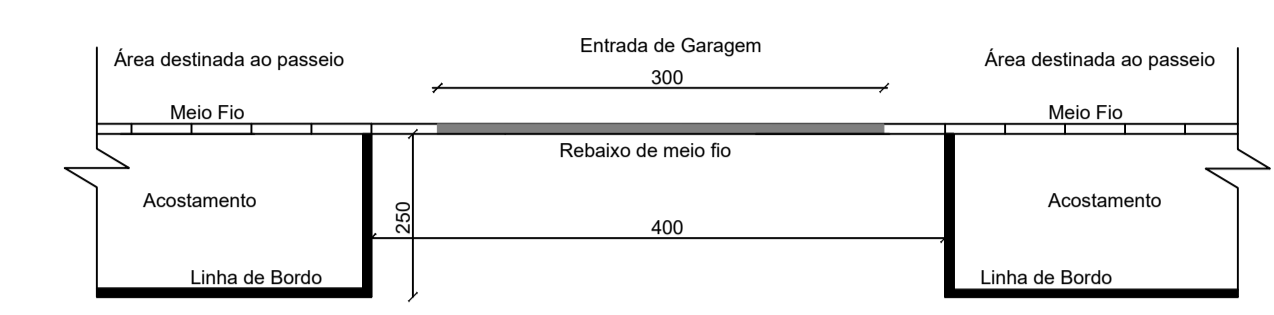 Entrada de Garagem
Área destinada ao passeio
Área destinada ao passeio
300
Meio Fio
Meio Fio
Rebaixo de meio fio
Acostamento
Acostamento
250
400
Linha de Bordo
Linha de Bordo